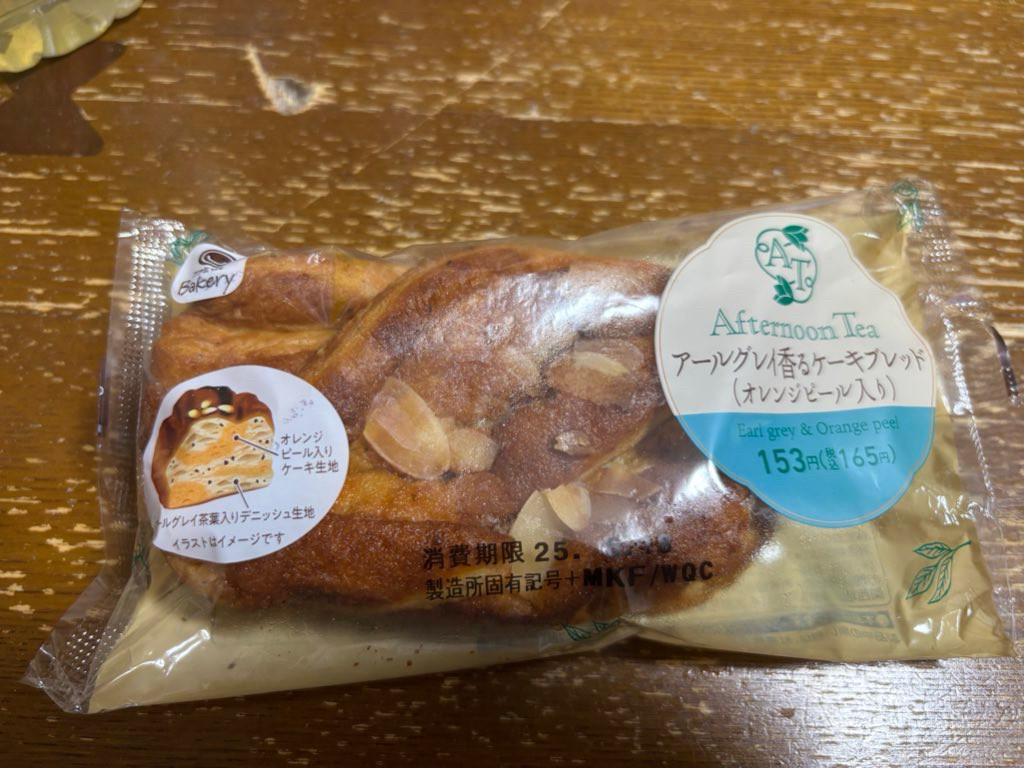 Bakery
AT
Afternoon Tea
アールグレイ香るケーキブレッド
(オレンジピール入り)
Earl grey & Orange peel
153円(税込165円)
オレンジ
ピール入り
ケーキ生地
ールグレイ茶葉入りデニッシュ生地
イラストはイメージです
消費期限 25.
製造所固有記号+MKF/WQC